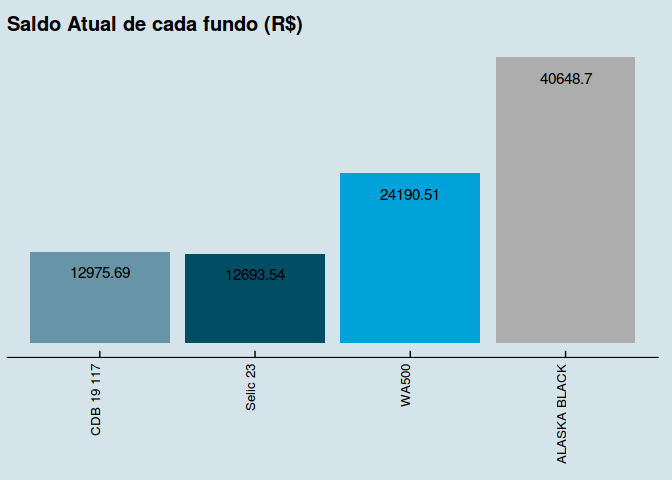 Saldo Atual de cada fundo (R$)
40648.7
24190.51
12975.69
12693.54
CDB 19 117
Selic 23
WA500
ALASKA BLACK